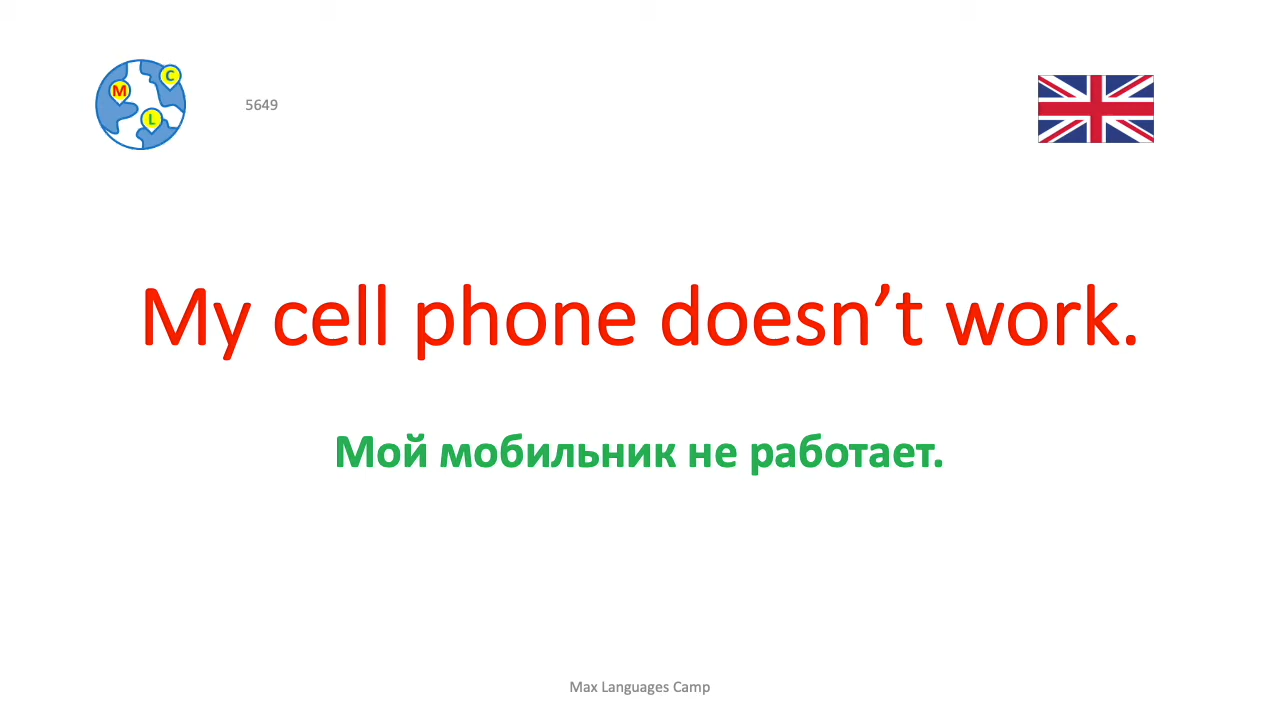 M
C
L
5649
My cell phone doesn’t work.
Мой мобильник не работает.
Max Languages Camp